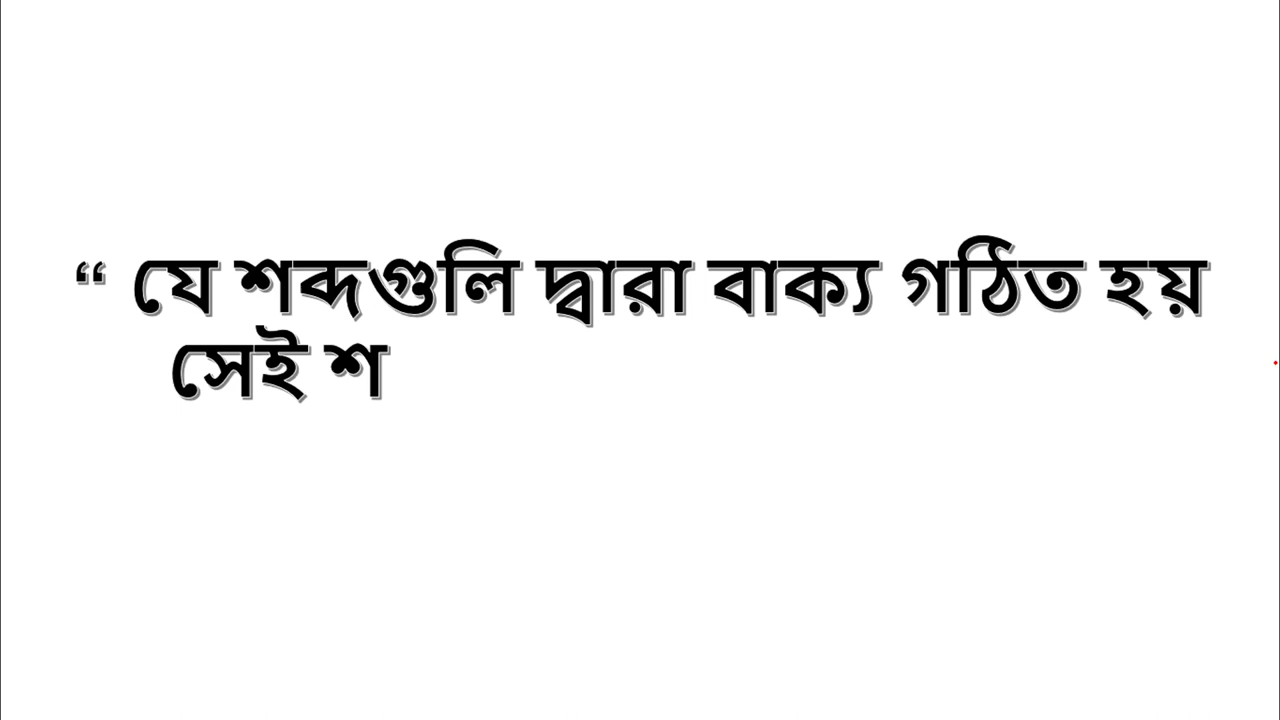 “ যে শব্দগুলি দ্বারা বাক্য গঠিত হয়
সেই শ